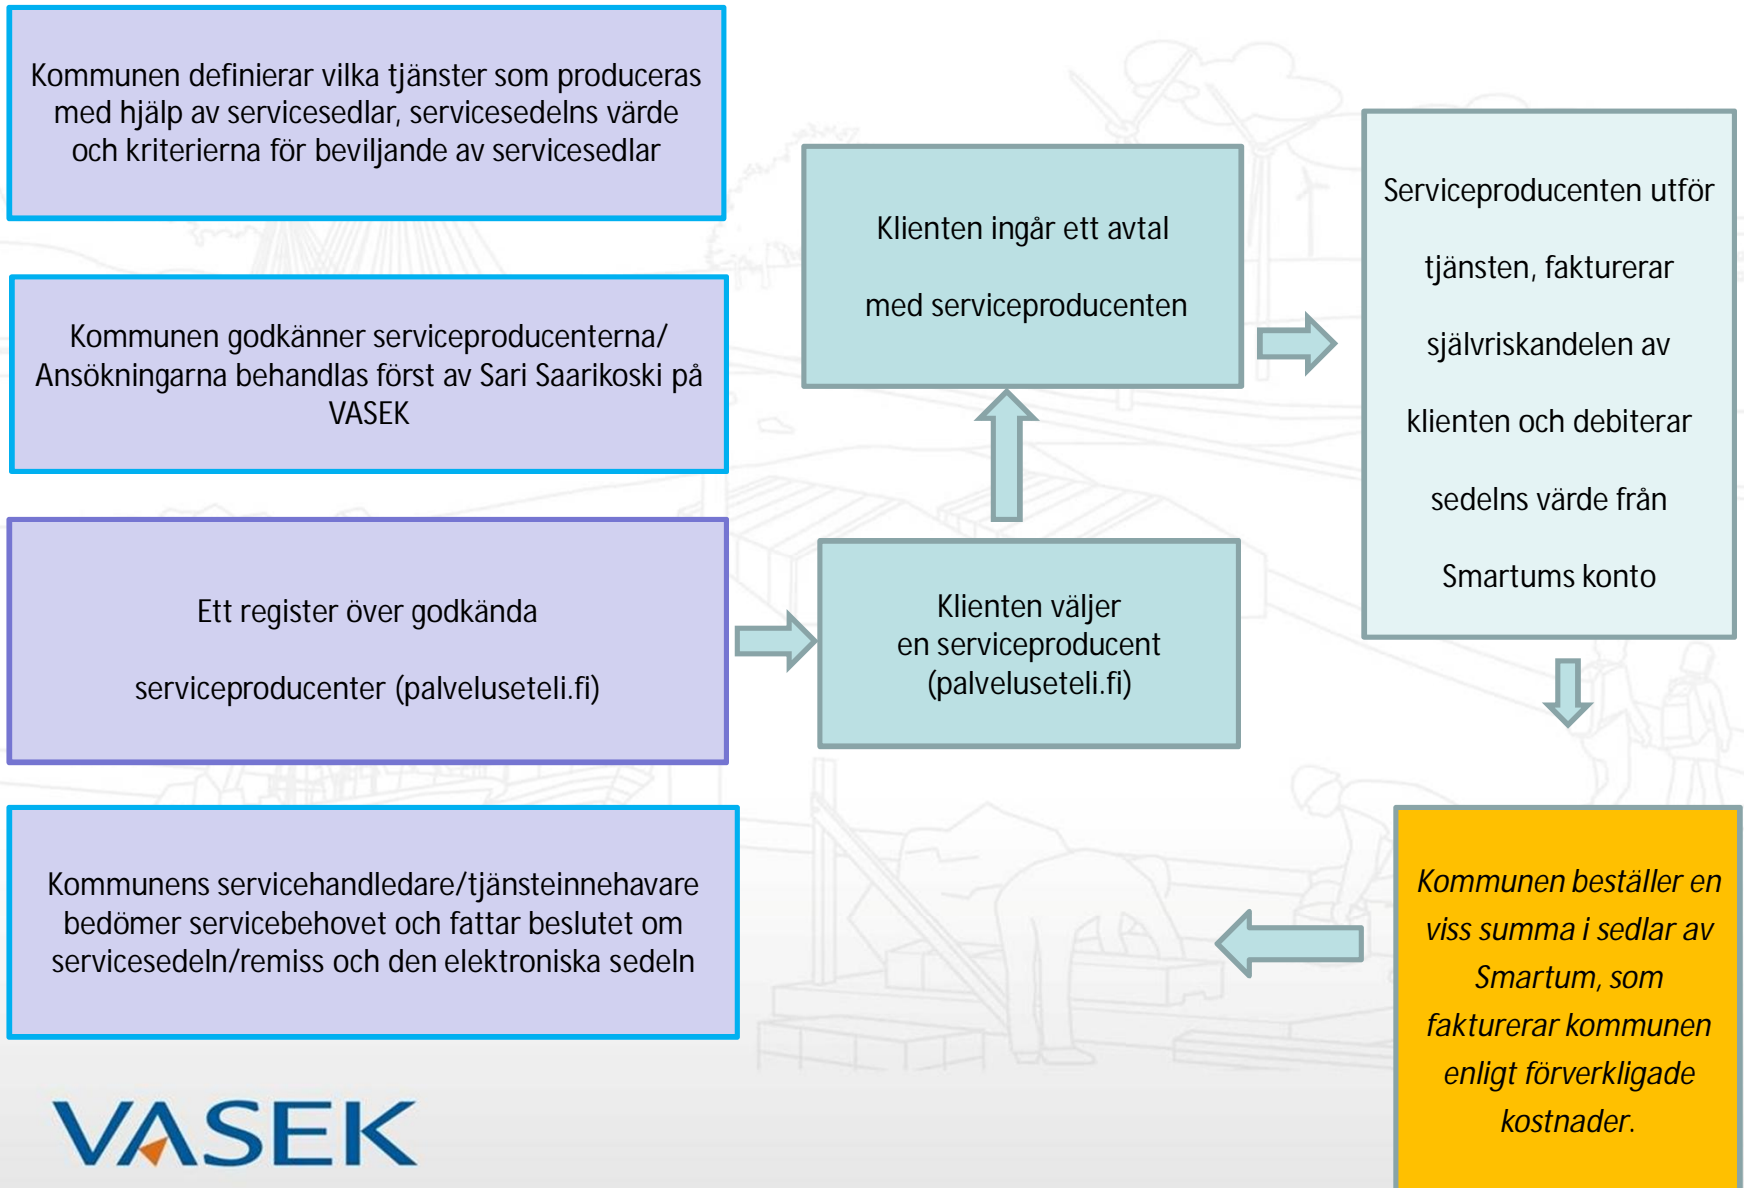 Kommunen definierar vilka tjänster som produceras
med hjälp av servicesedlar, servicesedelns värde
och kriterierna för beviljande av servicesedlar
Kommunen godkänner serviceproducenterna/
Ansökningarna behandlas först av Sari Saarikoski på
VASEK
Ett register över godkända
serviceproducenter (palveluseteli.fi)
Kommunens servicehandledare/tjänsteinnehavare
bedömer servicebehovet och fattar beslutet om
servicesedeln/remiss och den elektroniska sedeln
Klienten ingår ett avtal
med serviceproducenten
Klienten väljer
en serviceproducent
(palveluseteli.fi)
Serviceproducenten utför
tjänsten, fakturerar
självriskandelen av
klienten och debiterar
sedelns värde från
Smartums konto
Kommunen beställer en
viss summa i sedlar av
Smartum, som
fakturerar kommunen
enligt förverkligade
kostnader.
VASEK